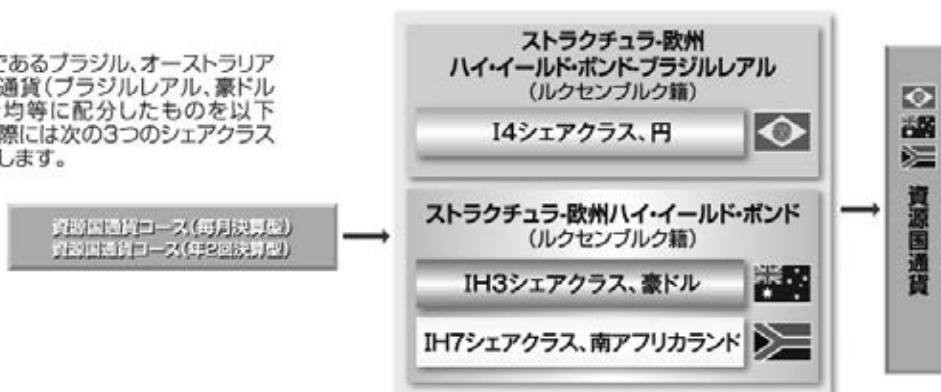 であるブラジル、オーストラリア
通貨(ブラジルレアル、豪ドル
均等に配分したものを以下
際には次の3つのシェアクラス
します。
資源国通貨コース(毎月決算型)
資源国通貨コース(年2回決算型)
ストラクチュラ-欧州
ハイ・イールド・ボンド-ブラジルレアル
(ルクセンブルク籍)
I4シェアクラス、円
ストラクチュラ-欧州ハイ・イールド・ボンド
(ルクセンブルク籍)
IH3シェアクラス、豪ドル
IH7シェアクラス、南アフリカランド
資源国通貨